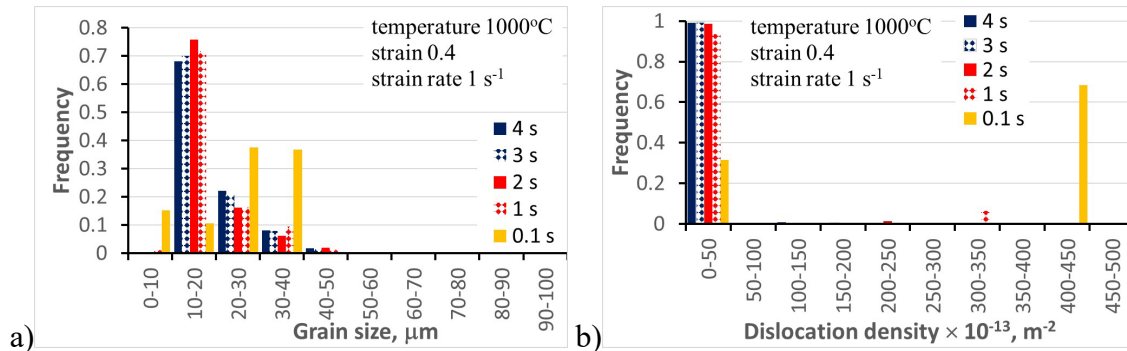 0.8
0.7
0.6
0.5
0.4
0.3
0.2
0.1
0
Frequency
temperature 1000°C
strain 0.4
strain rate 1 s⁻¹
4 s
3 s
2 s
1 s
0.1 s
0-10
10-20
20-30
30-40
40-50
50-60
60-70
70-80
80-90
90-100
Grain size, μm
a)
1
0.8
0.6
0.4
0.2
0
Frequency
temperature 1000°C
strain 0.4
strain rate 1 s⁻¹
4 s
3 s
2 s
1 s
0.1 s
0-50
50-100
100-150
150-200
200-250
250-300
300-350
350-400
400-450
450-500
Dislocation density × 10⁻¹³, m⁻²
b)